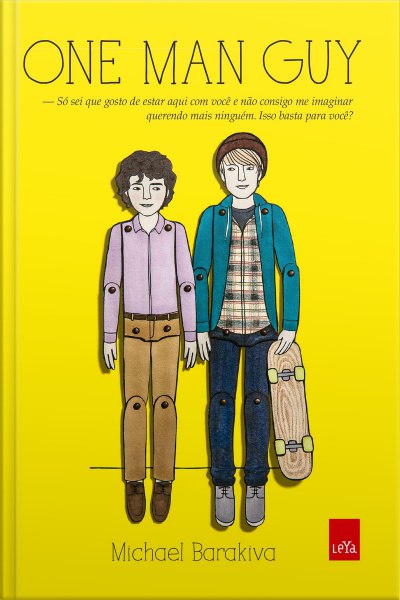 ONE MAN GUY
— Só sei que gosto de estar aqui com você e não consigo me imaginar
querendo mais ninguém. Isso basta para você?
Michael Barakiva
LeYa